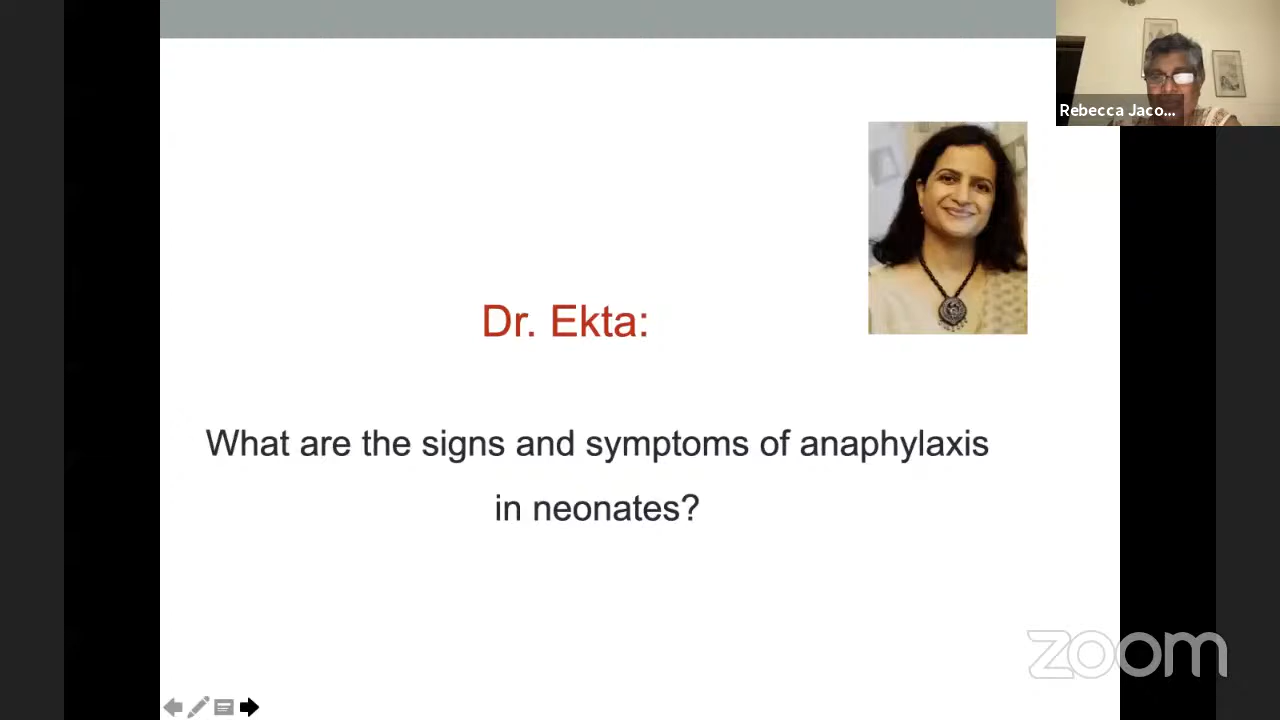 Rebecca Jaco...
Dr. Ekta:
What are the signs and symptoms of anaphylaxis
in neonates?
zoom